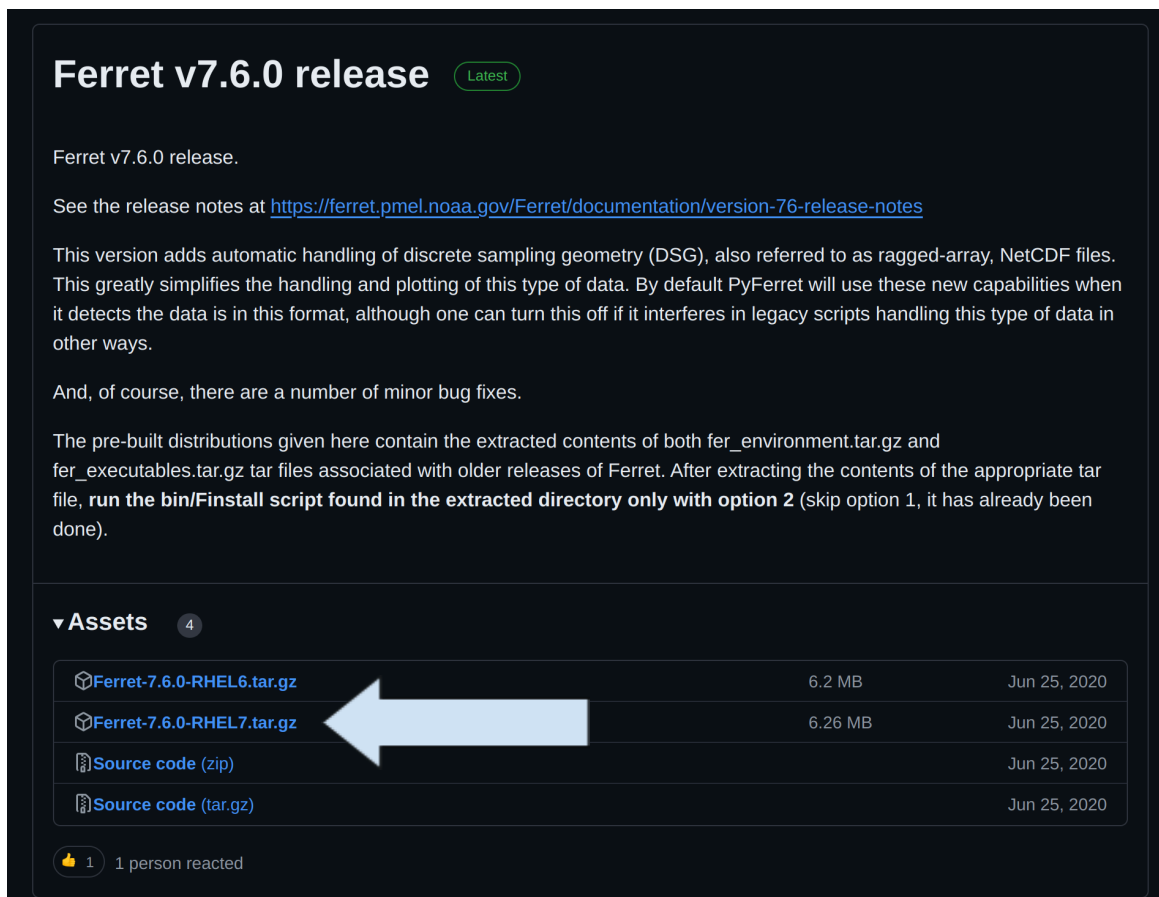 Ferret v7.6.0 release Latest
Ferret v7.6.0 release.
See the release notes at https://ferret.pmel.noaa.gov/Ferret/documentation/version-76-release-notes
This version adds automatic handling of discrete sampling geometry (DSG), also referred to as ragged-array, NetCDF files.
This greatly simplifies the handling and plotting of this type of data. By default PyFerret will use these new capabilities when
it detects the data is in this format, although one can turn this off if it interferes in legacy scripts handling this type of data in
other ways.
And, of course, there are a number of minor bug fixes.
The pre-built distributions given here contain the extracted contents of both fer_environment.tar.gz and
fer_executables.tar.gz tar files associated with older releases of Ferret. After extracting the contents of the appropriate tar
file, run the bin/Finstall script found in the extracted directory only with option 2 (skip option 1, it has already been
done).
Assets 4
Ferret-7.6.0-RHEL6.tar.gz 6.2 MB Jun 25, 2020
Ferret-7.6.0-RHEL7.tar.gz 6.26 MB Jun 25, 2020
Source code (zip) Jun 25, 2020
Source code (tar.gz) Jun 25, 2020
👍 1 1 person reacted